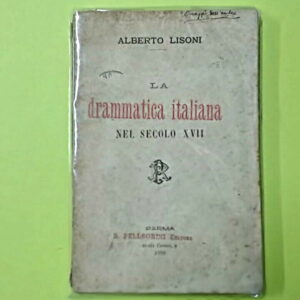 ALBERTO LISONI
LA
drammatica italiana
NEL SECOLO XVII
PARMA
PELLEGRINI EDITORE